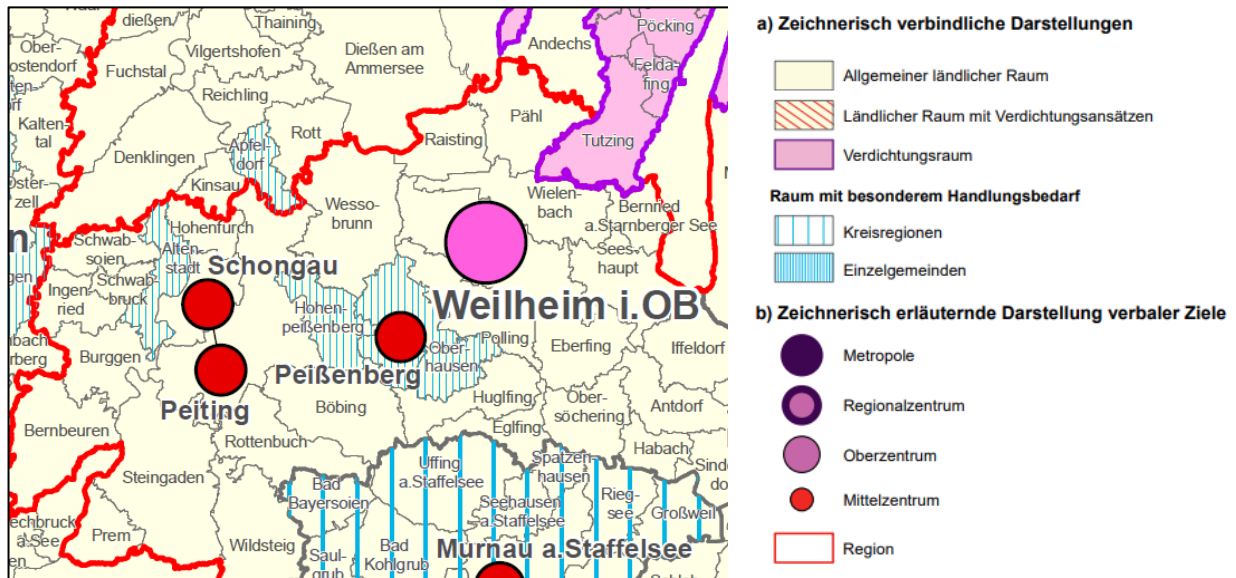 dießen
Thaining
Ober-
ostendorf
Vilgertshofen
Dießen am
Ammersee
Andechs
Pöcking
Felda-
fing
Fuchstal
Reichling
Kalten-
tal
Rott
Raisting
Pähl
Tutzing
Denklingen
Apfel-
dorf
Kinsau
Oster-
zell
Wesso-
brunn
Wielen-
bach
Bernried
a.Starnberger See
Hohenfurch
Schwab-
soien
Alten-
stadt
Sees-
haupt
Schongau
Schwab-
bruck
Ingen-
ried
Weilheim i.OB
Hohen-
peißenberg
Ober-
hausen
Polling
Eberfing
Iffeldorf
Burggen
Peißenberg
Peiting
Böbing
Huglfing
Ober-
söchering
Antdorf
Eglfing
Habach
Bernbeuren
Rottenbuch
Steingaden
Uffing
a.Staffelsee
Spatzen-
hausen
Bad
Bayersoien
Seehausen
a.Staffelsee
Rieg-
see
Großweil
Prem
Wildsteig
Saul-
grub
Bad
Kohlgrub
Murnau a.Staffelsee
a) Zeichnerisch verbindliche Darstellungen
Allgemeiner ländlicher Raum
Ländlicher Raum mit Verdichtungsansätzen
Verdichtungsraum
Raum mit besonderem Handlungsbedarf
Kreisregionen
Einzelgemeinden
b) Zeichnerisch erläuternde Darstellung verbaler Ziele
Metropole
Regionalzentrum
Oberzentrum
Mittelzentrum
Region